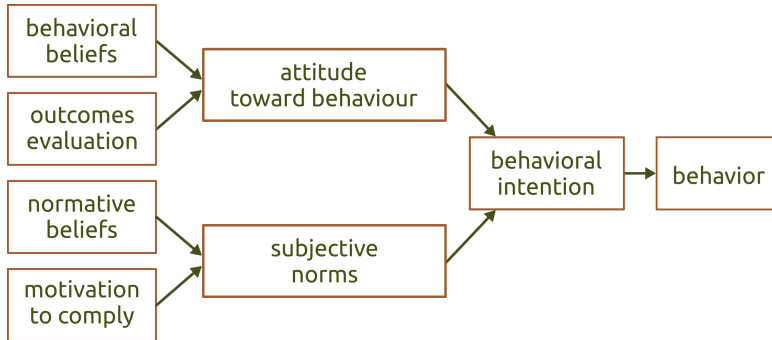 behavioral
beliefs
outcomes
evaluation
normative
beliefs
motivation
to comply
attitude
toward behaviour
subjective
norms
behavioral
intention
behavior